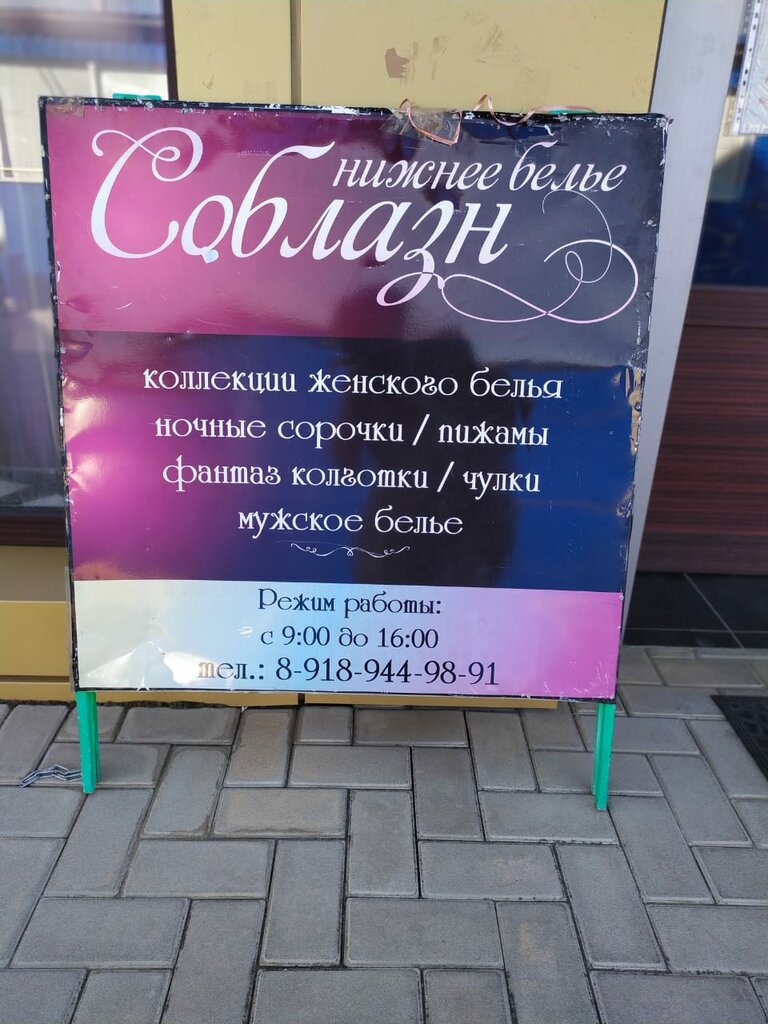 нижнее белье
Соблазн
коллекции женского белья
ночные сорочки / пижамы
фантаз колготки / чулки
мужское белье
Режим работы:
с 9:00 до 16:00
тел.: 8-918-944-98-91